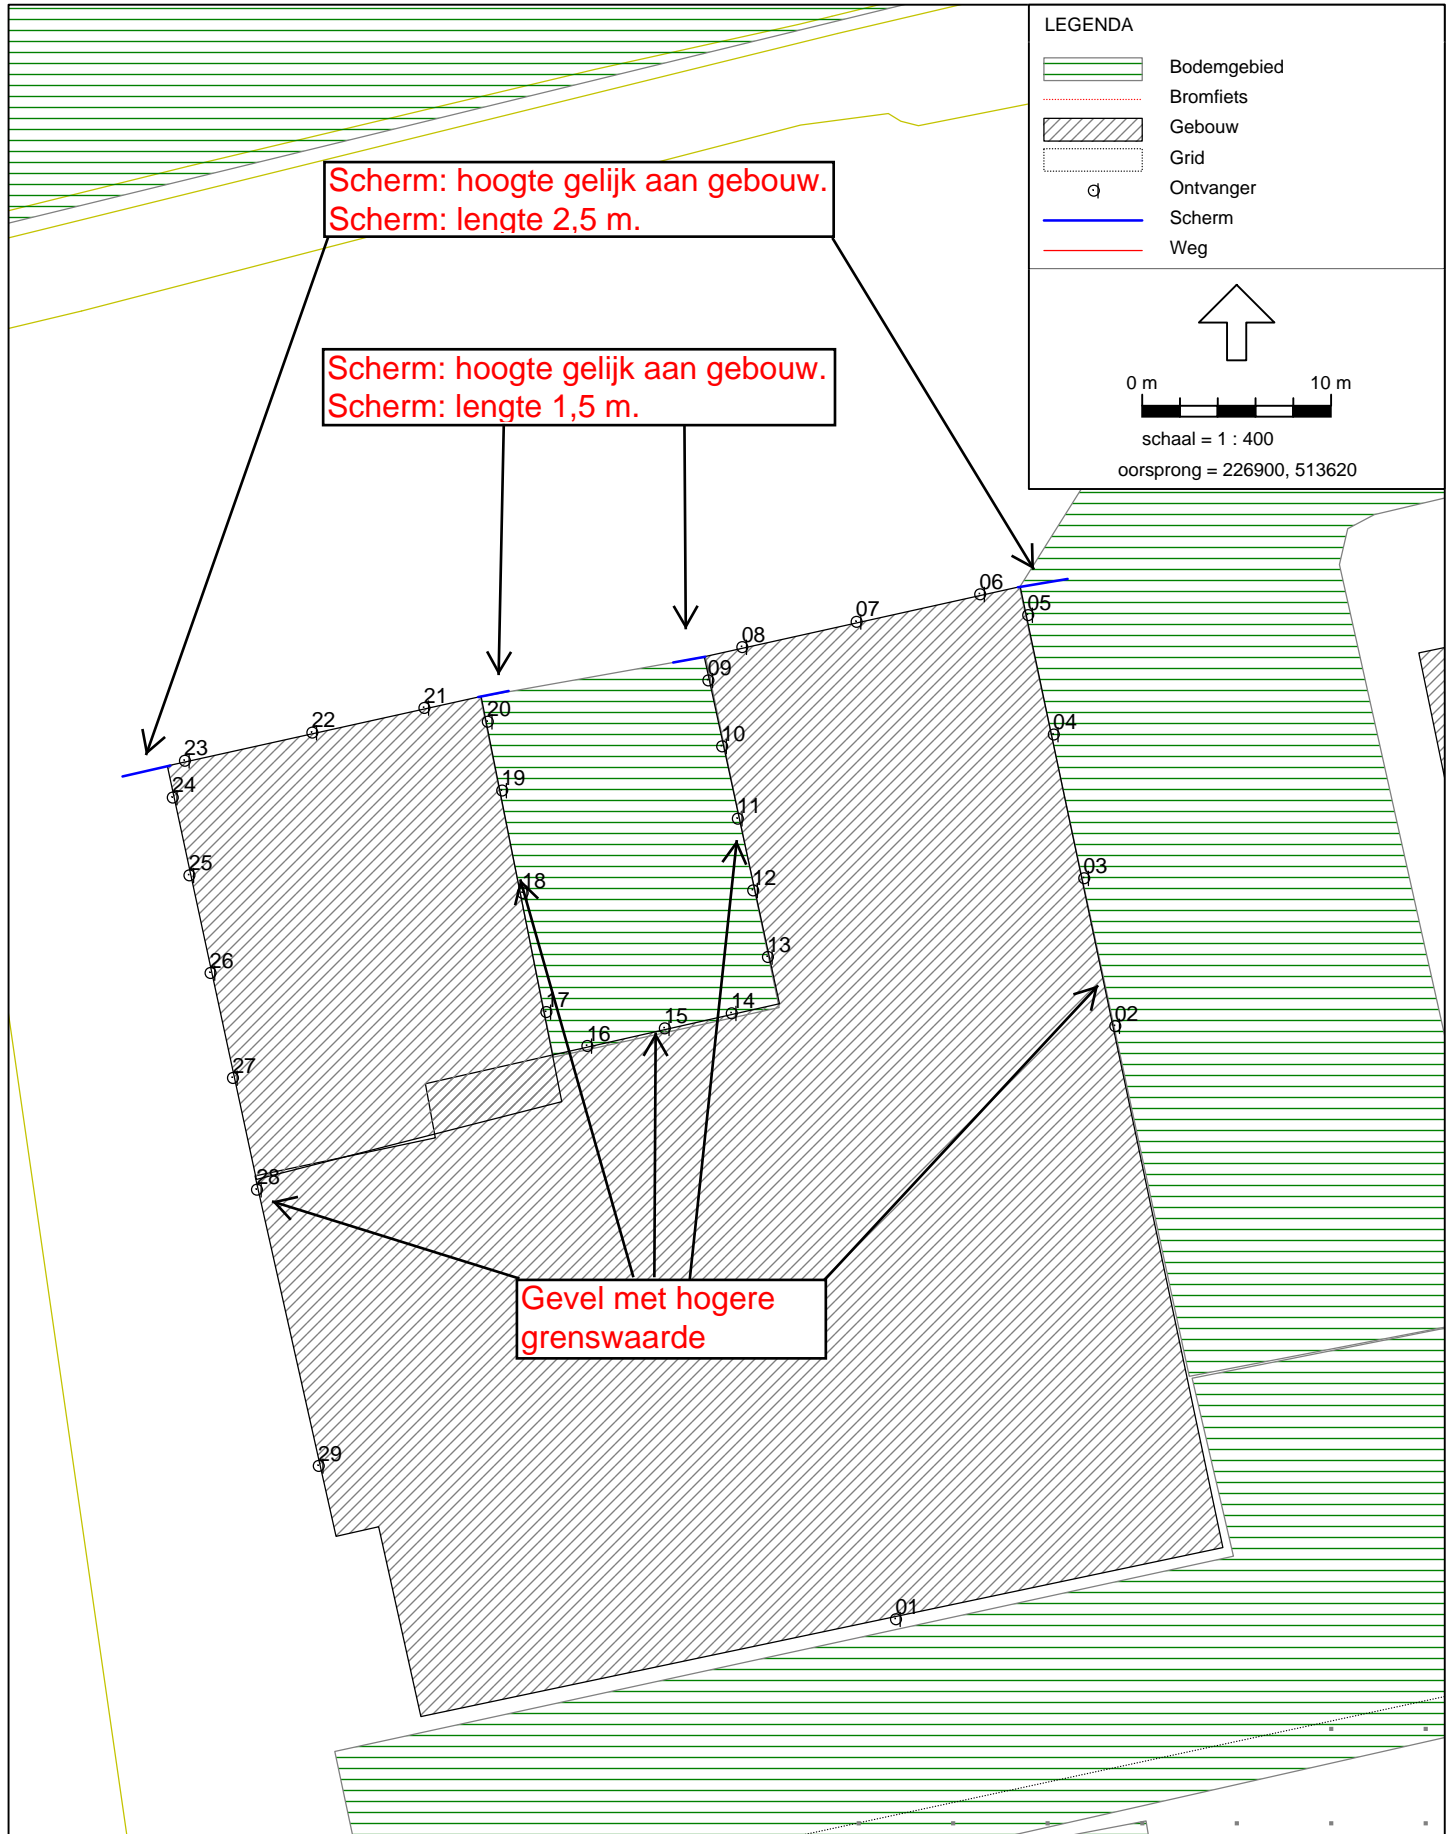 LEGENDA
Bodemgebied
Bromfiets
Gebouw
Grid
Ontvanger
Scherm
Weg
0 m 10 m
schaal = 1 : 400
oorsprong = 226900, 513620
Scherm: hoogte gelijk aan gebouw.
Scherm: lengte 2,5 m.
Scherm: hoogte gelijk aan gebouw.
Scherm: lengte 1,5 m.
06
05
07
08
09
21
20
22
23
24
10
04
19
11
25
03
18
12
13
26
17
14
15
02
16
27
28
Gevel met hogere
grenswaarde
29
01